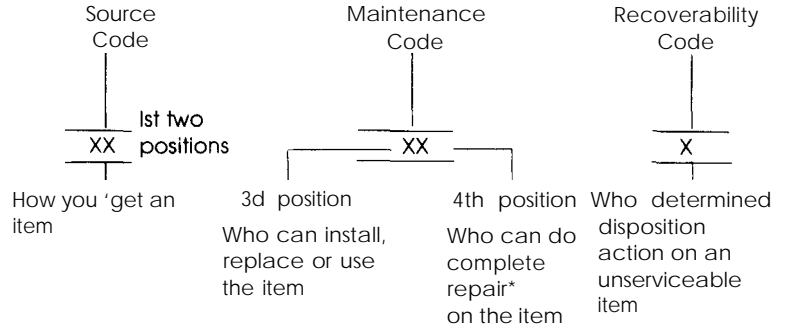 Source
Code
Maintenance
Code
Recoverability
Code
Ist two
positions
XX
XX
X
How you 'get an
item
3d position
Who can install,
replace or use
the item
4th position
Who can do
complete
repair*
on the item
Who determined
disposition
action on an
unserviceable
item